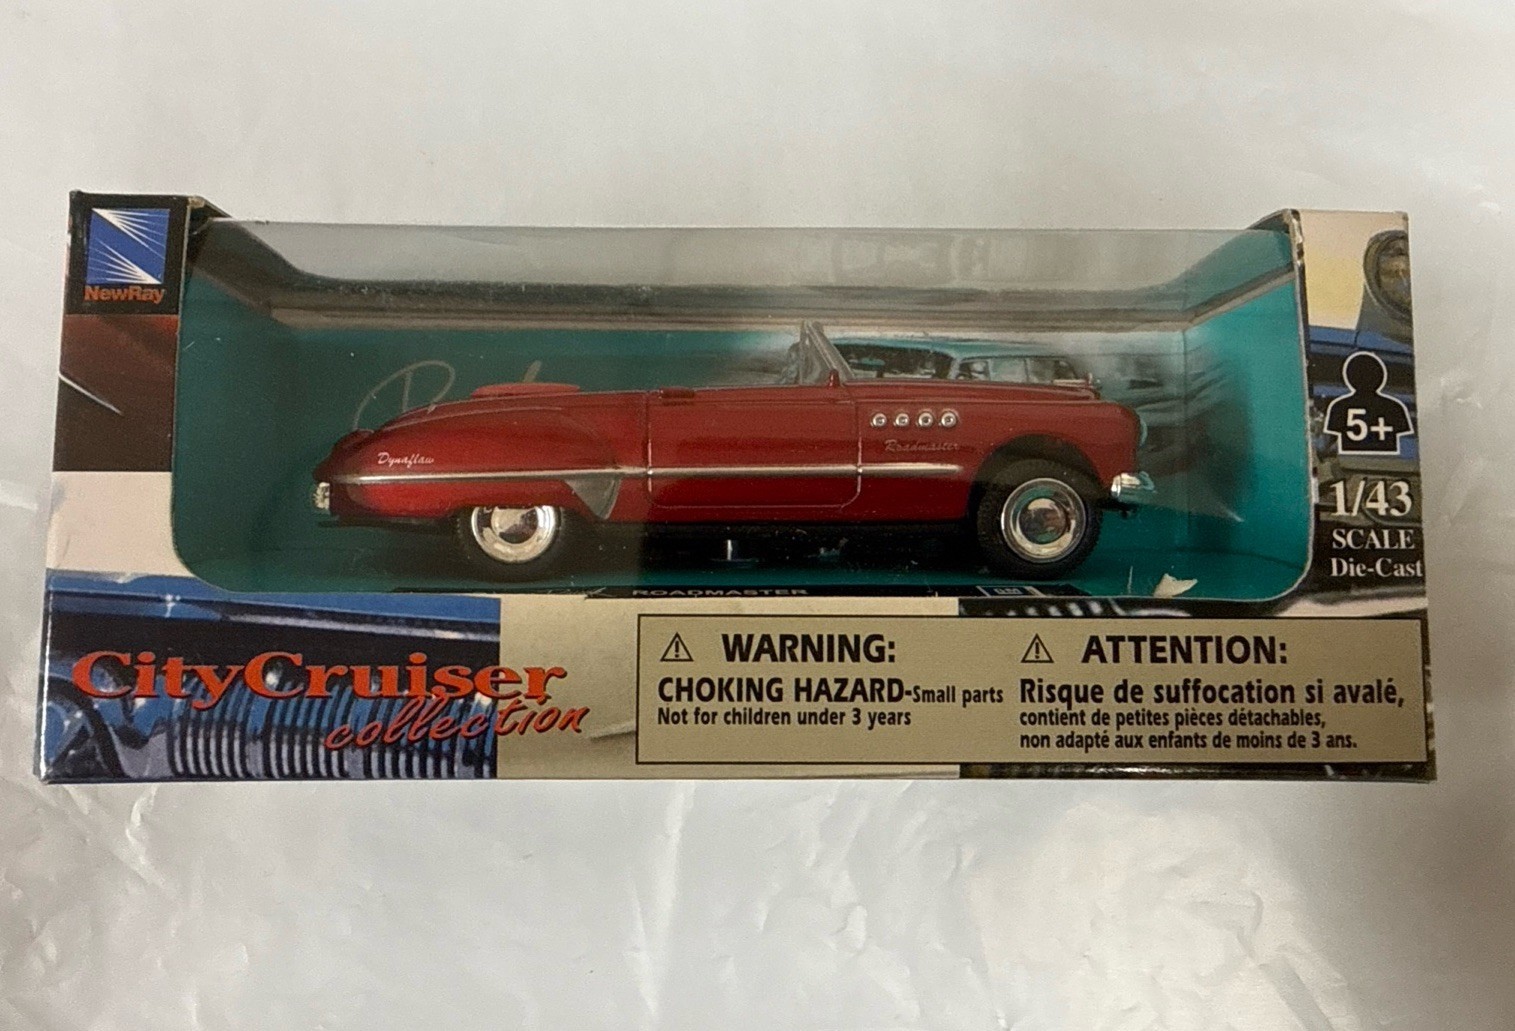 NewRay
Dynaflaw
Roadmaster
5+
1/43
SCALE
Die-Cast
ROADMASTER
GM
CityCruiser
collection
WARNING:
CHOKING HAZARD-Small parts
Not for children under 3 years
ATTENTION:
Risque de suffocation si avalé,
contient de petites pièces détachables,
non adapté aux enfants de moins de 3 ans.